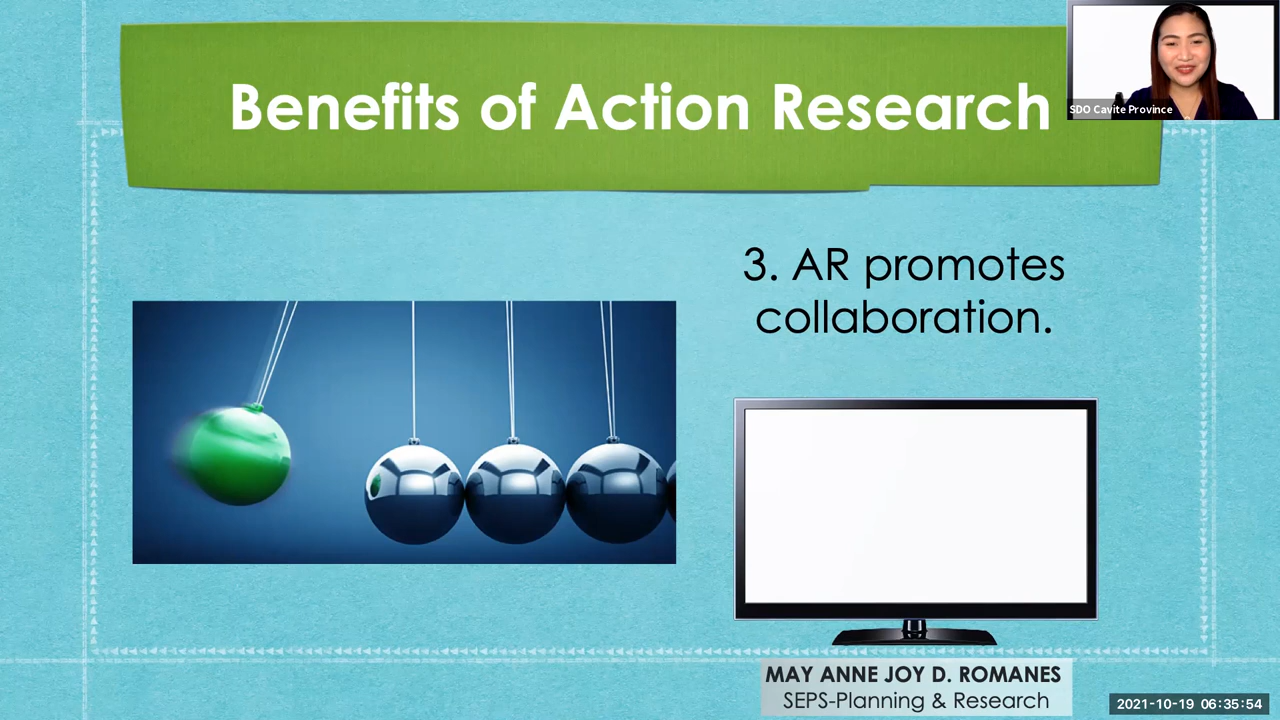 Benefits of Action Research
SDO Cavite Province
3. AR promotes
collaboration.
MAY ANNE JOY D. ROMANES
SEPS-Planning & Research
2021-10-19 06:35:54